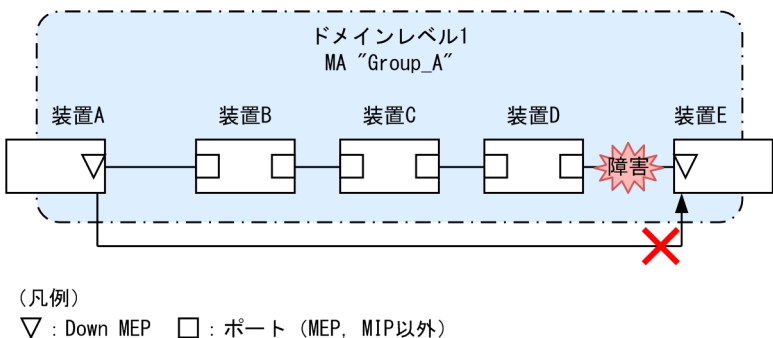 ドメインレベル1
MA "Group_A"
装置A
装置B
装置C
装置D
装置E
障害
(凡例)
▽：Down MEP　□：ポート（MEP, MIP以外）